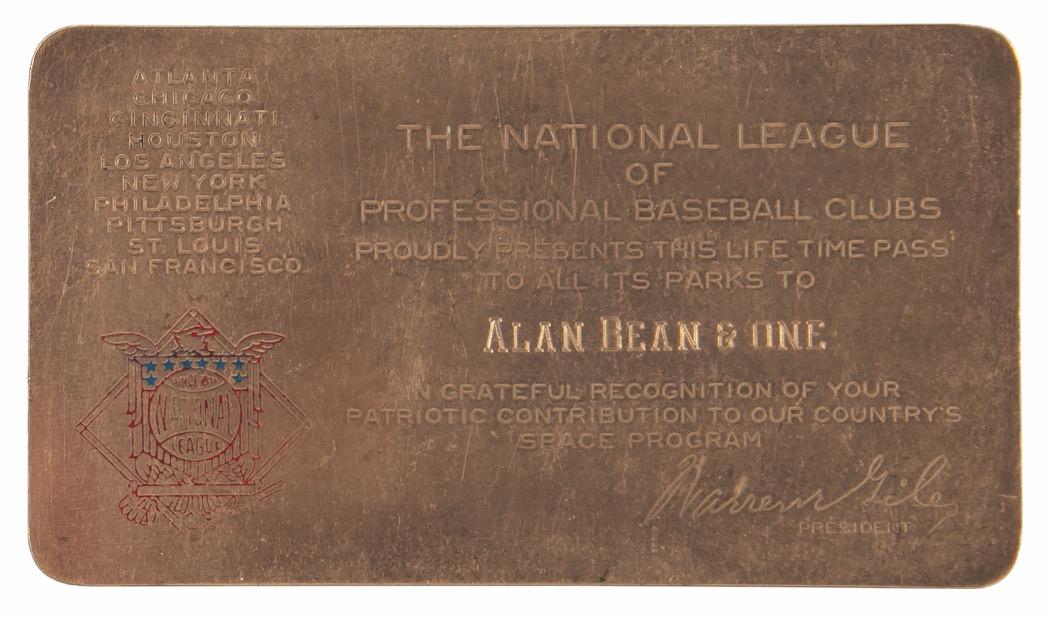 ATLANTA
CHICAGO
CINCINNATI
HOUSTON
LOS ANGELES
NEW YORK
PHILADELPHIA
PITTSBURGH
ST. LOUIS
SAN FRANCISCO
THE NATIONAL LEAGUE
OF
PROFESSIONAL BASEBALL CLUBS
PROUDLY PRESENTS THIS LIFE TIME PASS
TO ALL ITS PARKS TO
ALAN BEAN & ONE
IN GRATEFUL RECOGNITION OF YOUR
PATRIOTIC CONTRIBUTION TO OUR COUNTRY'S
SPACE PROGRAM
Warren Giles
PRESIDENT
SINCE 1876
NATIONAL
LEAGUE